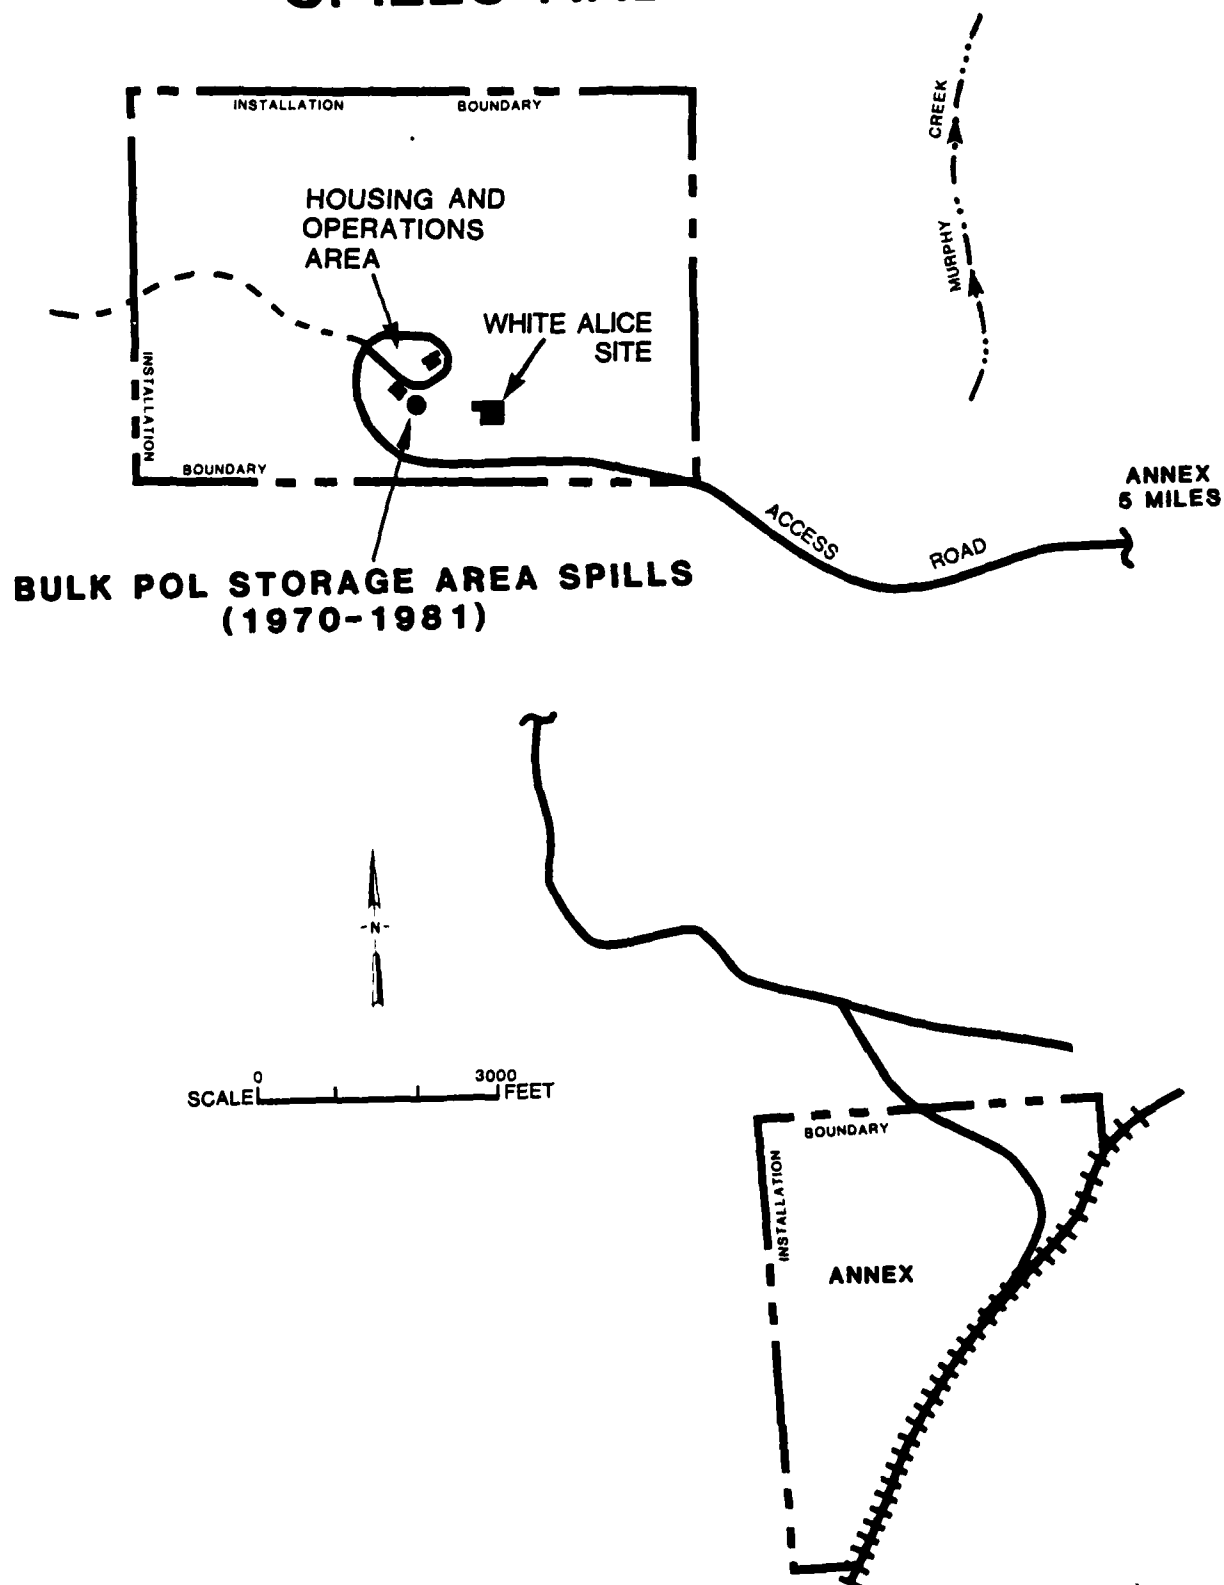 INSTALLATION BOUNDARY
CREEK
MURPHY
HOUSING AND
OPERATIONS
AREA
WHITE ALICE
SITE
INSTALLATION
BOUNDARY
ANNEX
5 MILES
ACCESS ROAD
BULK POL STORAGE AREA SPILLS
(1970-1981)
-N-
0 3000
SCALE FEET
BOUNDARY
INSTALLATION
ANNEX